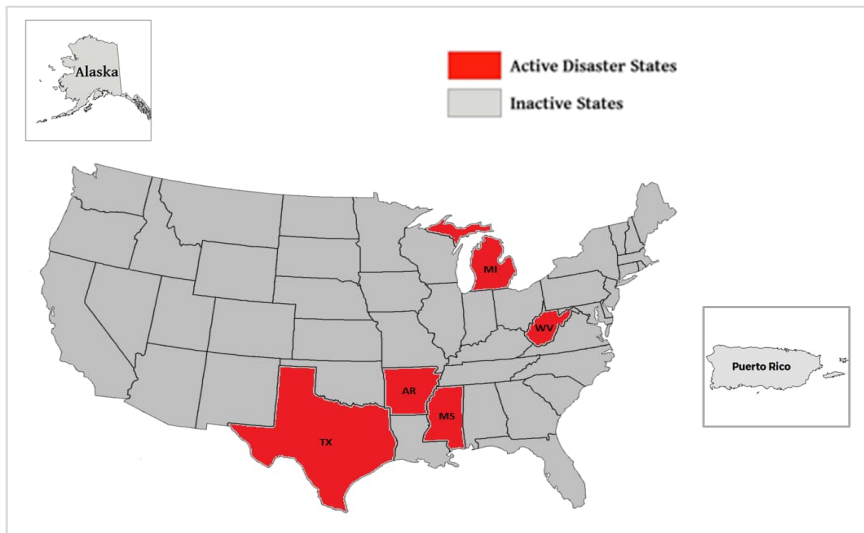 Alaska
Active Disaster States
Inactive States
MI
WV
Puerto Rico
AR
MS
TX